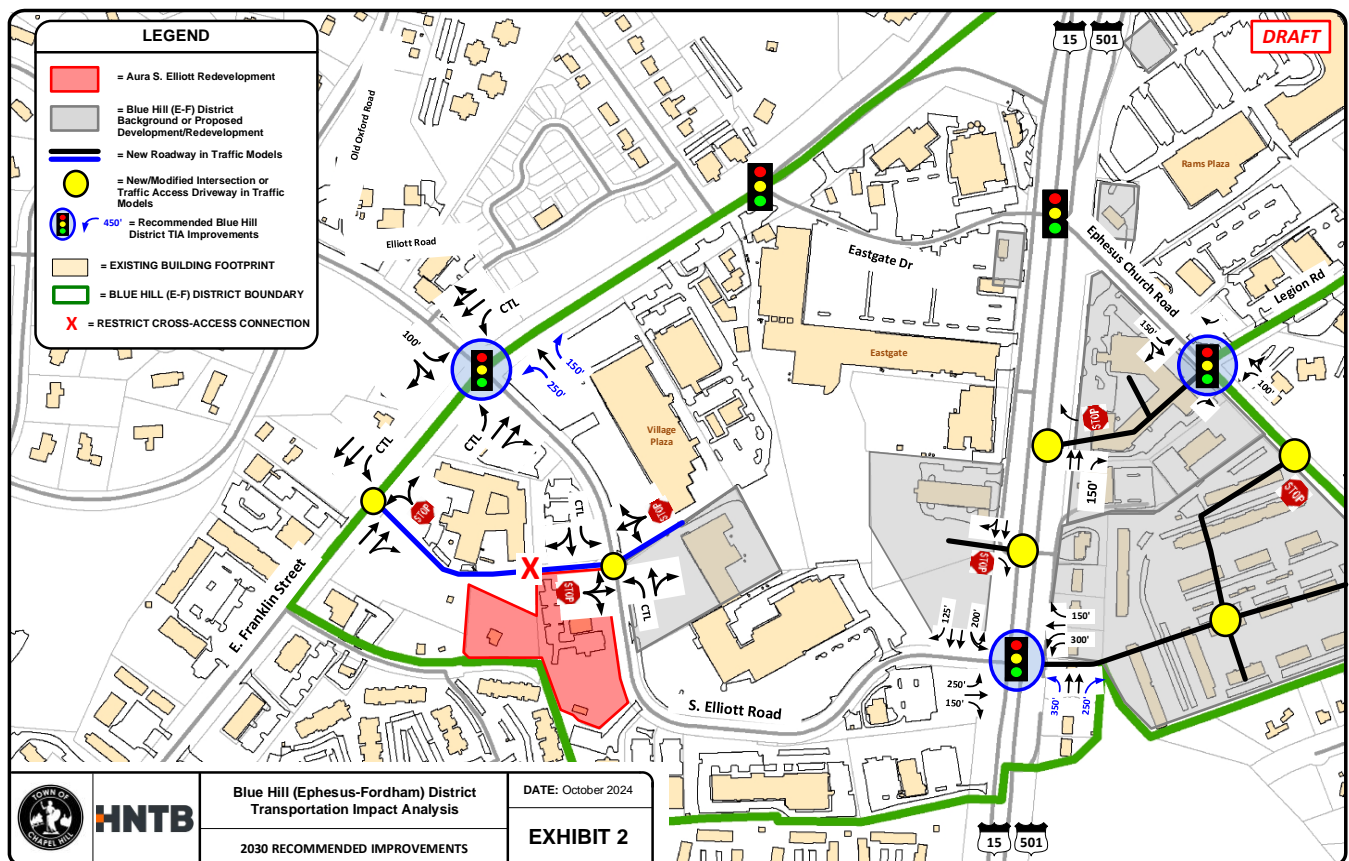 LEGEND
= Aura S. Elliott Redevelopment
= Blue Hill (E-F) District
Background or Proposed
Development/Redevelopment
= New Roadway in Traffic Models
= New/Modified Intersection or
Traffic Access Driveway in Traffic
Models
450'
= Recommended Blue Hill
District TIA Improvements
= EXISTING BUILDING FOOTPRINT
= BLUE HILL (E-F) DISTRICT BOUNDARY
X = RESTRICT CROSS-ACCESS CONNECTION
15 501
DRAFT
Old Oxford Road
Rams Plaza
Elliott Road
Eastgate Dr
Ephesus Church Road
Legion Rd
CTL
100'
150'
250'
Eastgate
150'
100'
Village
Plaza
STOP
150'
CTL
CTL
STOP
CTL
STOP
STOP
STOP
X
STOP
CTL
E. Franklin Street
125'
200'
150'
300'
250'
150'
350'
250'
S. Elliott Road
15 501
TOWN OF
CHAPEL HILL
HNTB
Blue Hill (Ephesus-Fordham) District
Transportation Impact Analysis
2030 RECOMMENDED IMPROVEMENTS
DATE: October 2024
EXHIBIT 2